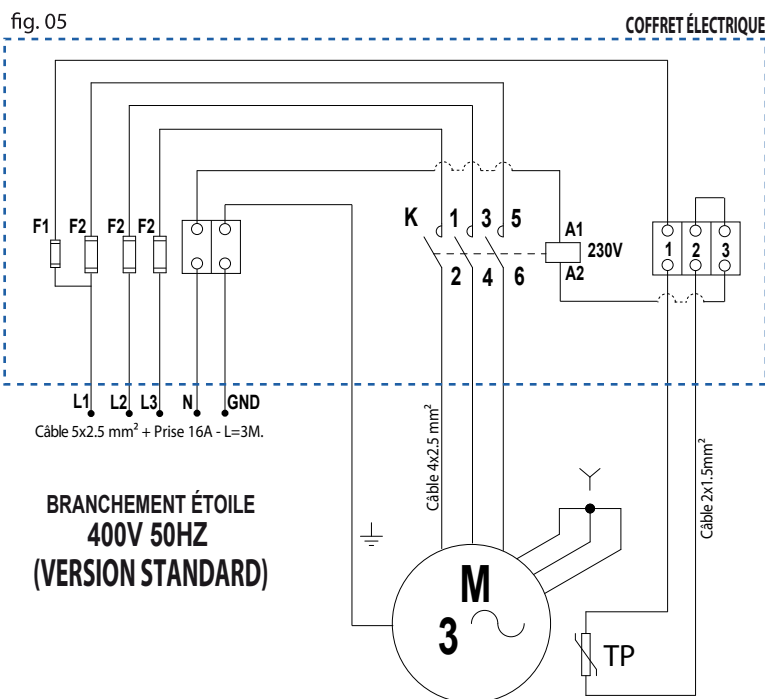 fig. 05
COFFRET ÉLECTRIQUE
F1 F2 F2 F2
K 1 3 5
A1
230V
A2
2 4 6
1 2 3
L1 L2 L3 N GND
Câble 5x2.5 mm² + Prise 16A - L=3M.
Câble 4x2.5 mm²
Câble 2x1.5mm²
BRANCHEMENT ÉTOILE
400V 50HZ
(VERSION STANDARD)
M
3
TP